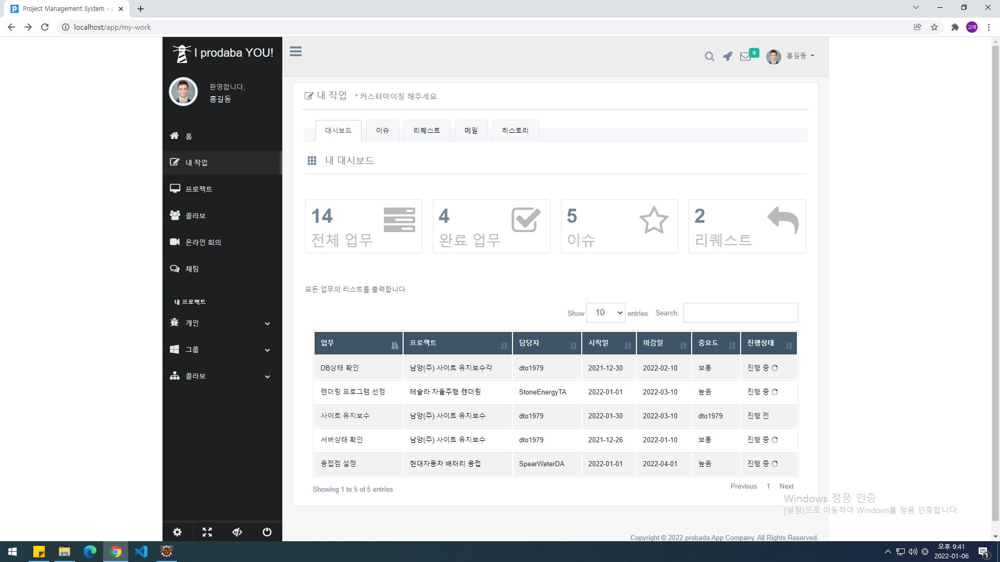 Project Management System - p
localhost/app/my-work
고래
I prodaba YOU!
6
홍길동
환영합니다,
홍길동
홈
내 작업
프로젝트
콜라보
온라인 회의
채팅
내 프로젝트
개인
그룹
콜라보
내 작업 * 커스터마이징 해주세요.
대시보드 이슈 리퀘스트 메일 히스토리
내 대시보드
14
전체 업무
4
완료 업무
5
이슈
2
리퀘스트
모든 업무의 리스트를 출력합니다.
Show 10 entries Search:
업무 프로젝트 담당자 시작일 마감일 중요도 진행상태
DB상태 확인 남양(주) 사이트 유지보수각 dto1979 2021-12-30 2022-02-10 보통 진행 중
렌더링 프로그램 선정 테슬라 자율주행 렌더링 StoneEnergyTA 2022-01-01 2022-03-10 높음 진행 중
사이트 유지보수 남양(주) 사이트 유지보수 dto1979 2022-01-30 2022-03-10 dto1979 진행 전
서버상태 확인 남양(주) 사이트 유지보수 dto1979 2021-12-26 2022-01-10 보통 진행 중
용접점 설정 현대자동차 배터리 용접 SpearWaterDA 2022-01-01 2022-04-01 높음 진행 중
Showing 1 to 5 of 5 entries
Previous 1 Next
Windows 정품 인증
[설정]으로 이동하여 Windows를 정품 인증합니다.
Copyright © 2022 probada App Company. All Rights Reserved.
Java EE
IDE
오후 9:41
2022-01-06
1